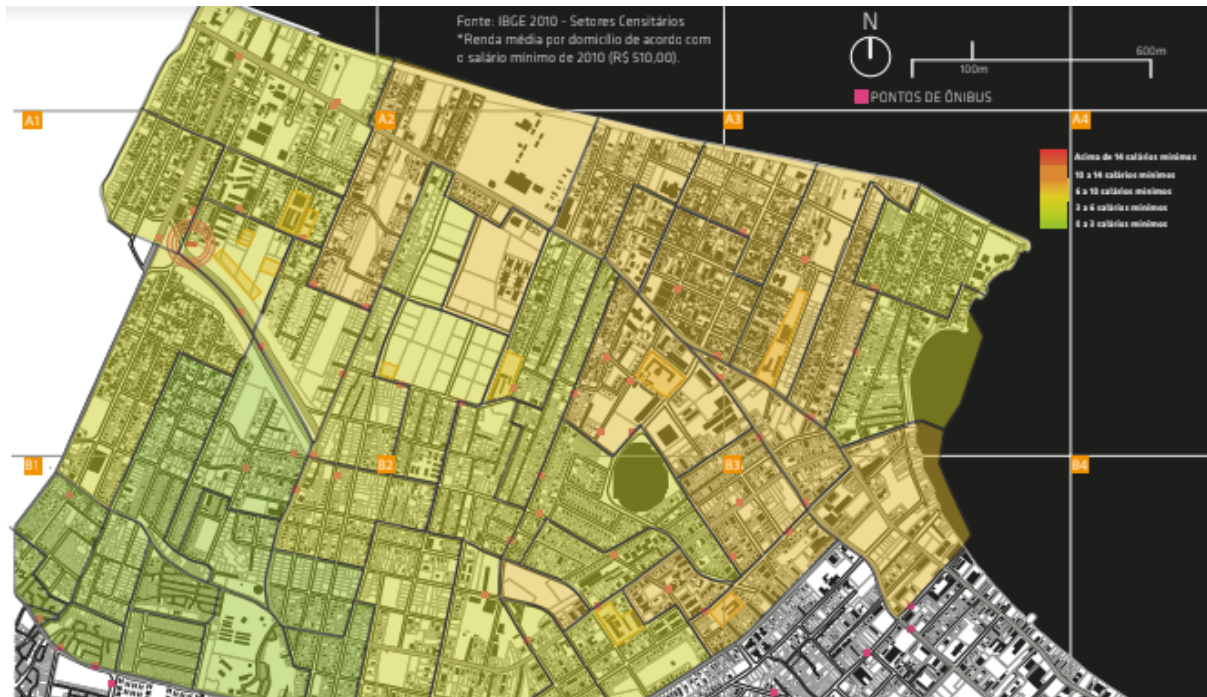 Fonte: IBGE 2010 - Setores Censitários
*Renda média por domicílio de acordo com
o salário mínimo de 2010 (R$ 510,00).
N
600m
100m
PONTOS DE ÔNIBUS
A1
A2
A3
A4
Acima de 14 salários mínimos
10 a 14 salários mínimos
6 a 10 salários mínimos
3 a 6 salários mínimos
0 a 3 salários mínimos
B1
B2
B3
B4